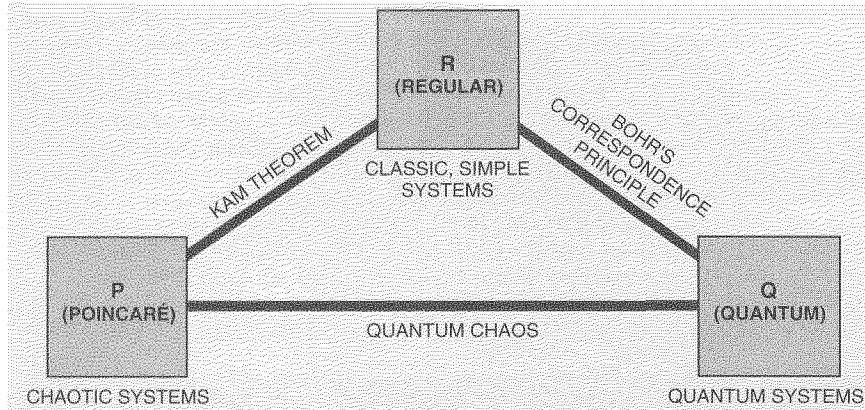 R
(REGULAR)
CLASSIC, SIMPLE
SYSTEMS
KAM THEOREM
BOHR'S
CORRESPONDENCE
PRINCIPLE
P
(POINCARÉ)
CHAOTIC SYSTEMS
QUANTUM CHAOS
Q
(QUANTUM)
QUANTUM SYSTEMS